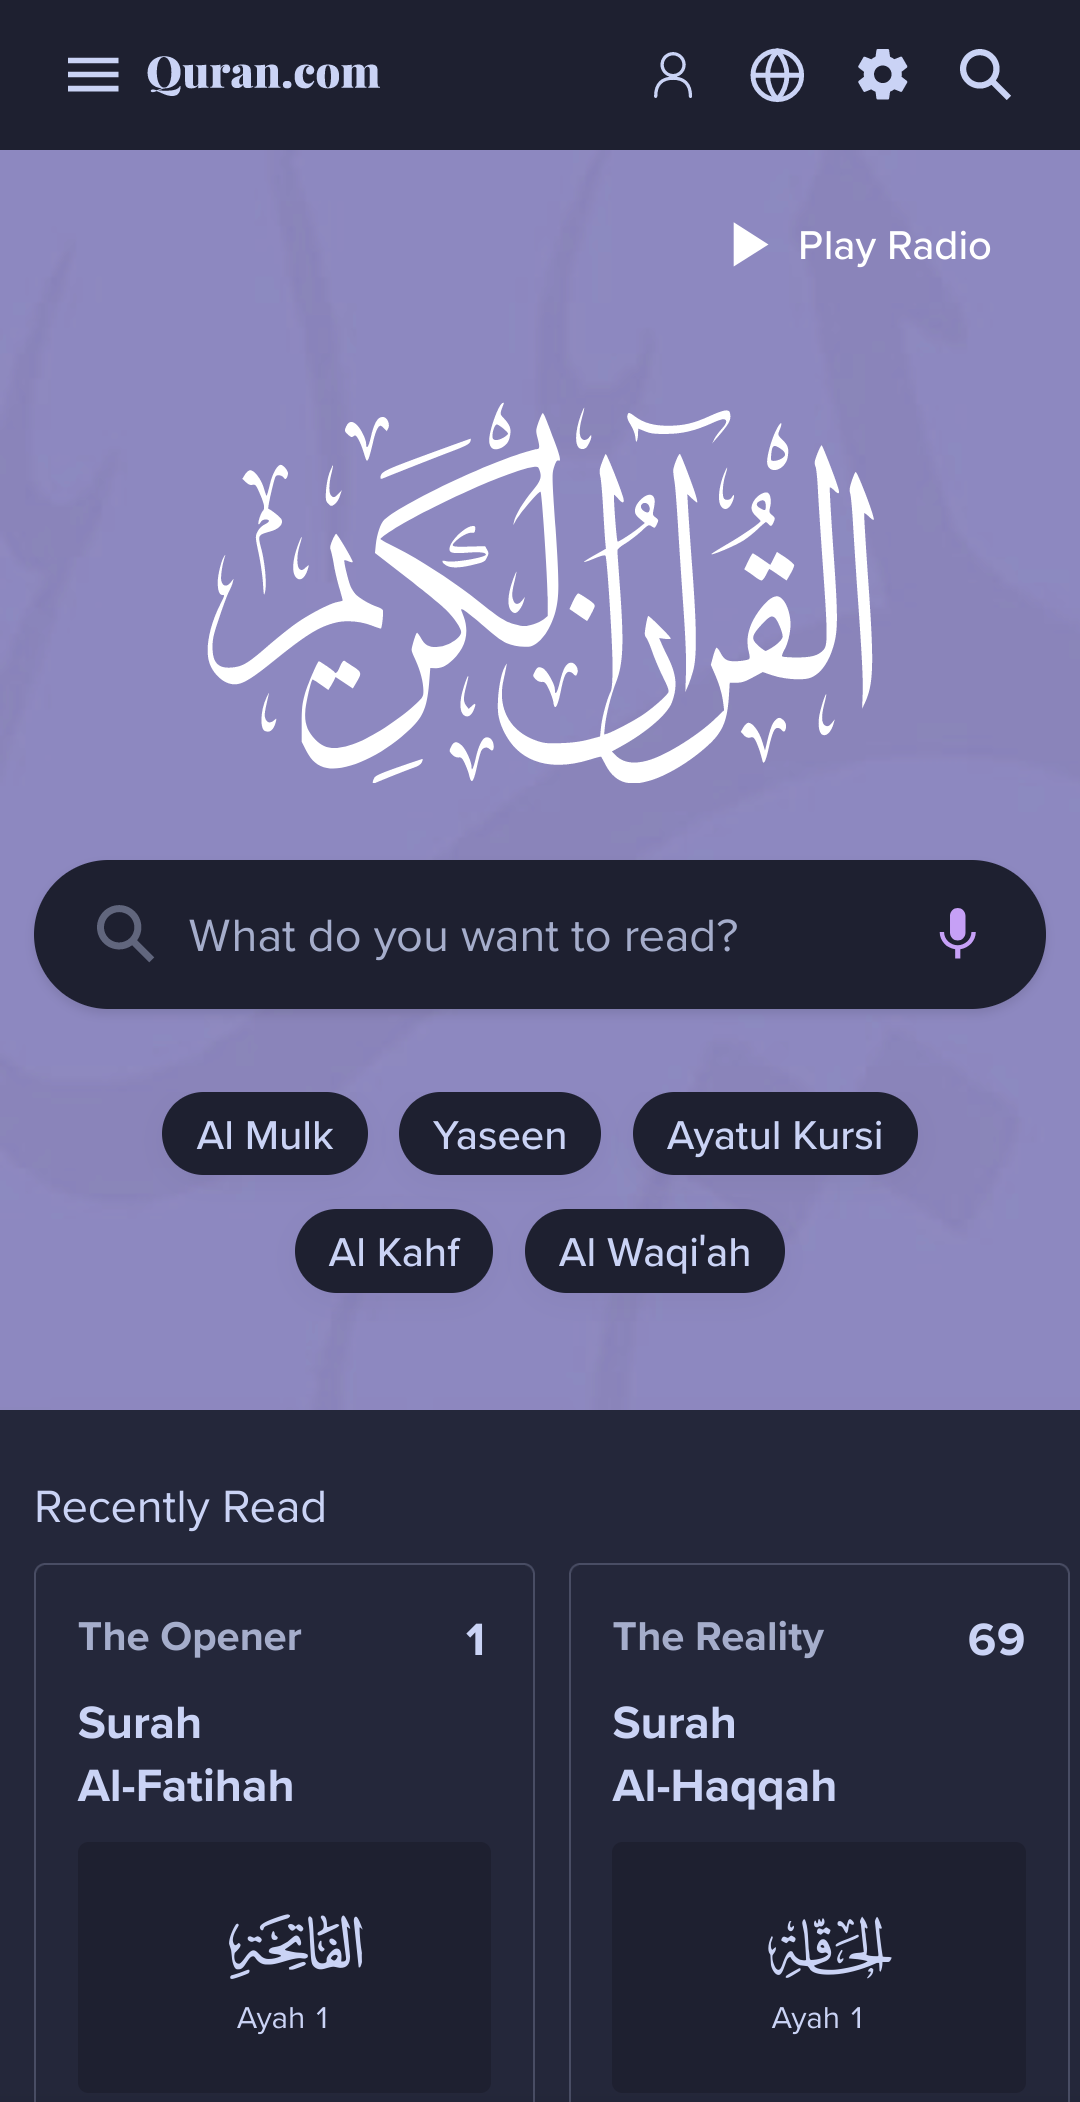 Quran.com
Play Radio
القرآن الكريم
What do you want to read?
Al Mulk
Yaseen
Ayatul Kursi
Al Kahf
Al Waqi'ah
Recently Read
The Opener
1
Surah
Al-Fatihah
الفاتحة
Ayah 1
The Reality
69
Surah
Al-Haqqah
الحاقة
Ayah 1